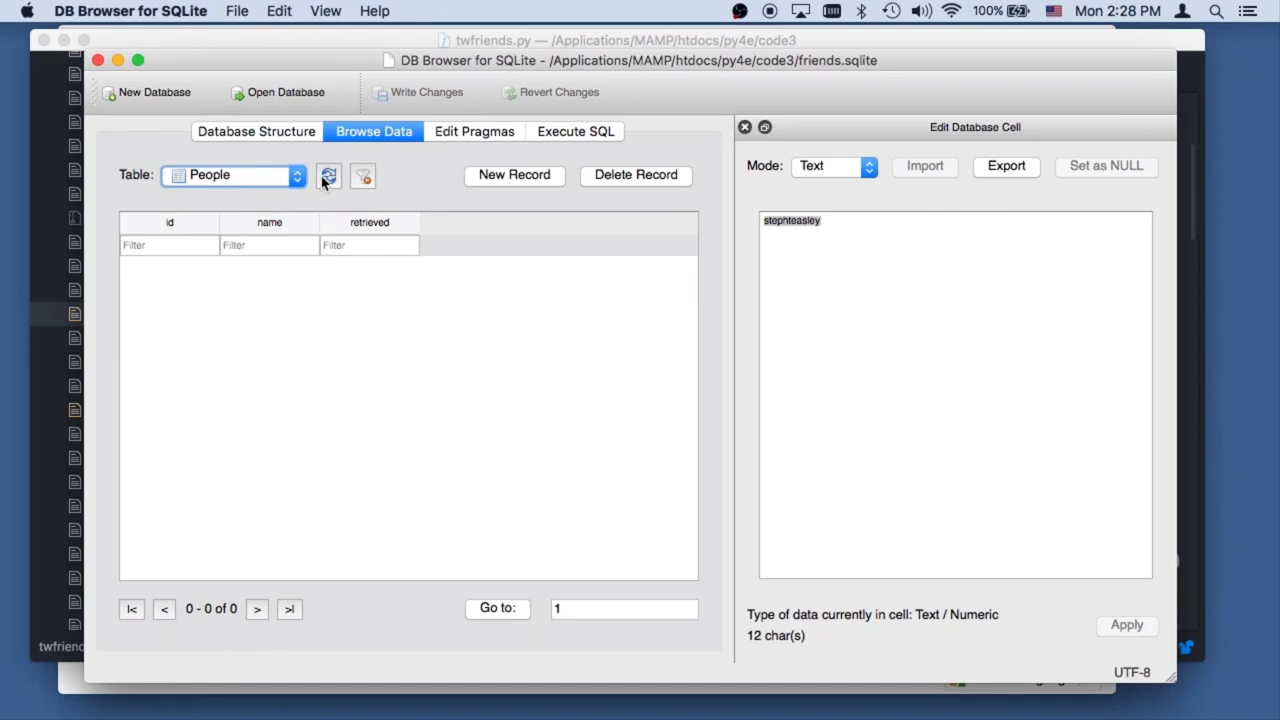 DB Browser for SQLite File Edit View Help 100% Mon 2:28 PM
twfriends.py — /Applications/MAMP/htdocs/py4e/code3
DB Browser for SQLite - /Applications/MAMP/htdocs/py4e/code3/friends.sqlite
New Database Open Database Write Changes Revert Changes
Database Structure Browse Data Edit Pragmas Execute SQL
Edit Database Cell
Table: People New Record Delete Record
Mode: Text Import Export Set as NULL
id name retrieved
Filter Filter Filter
stephteasley
|< < 0 - 0 of 0 > >| Go to: 1
Type of data currently in cell: Text / Numeric
12 char(s)
Apply
twfriend
UTF-8